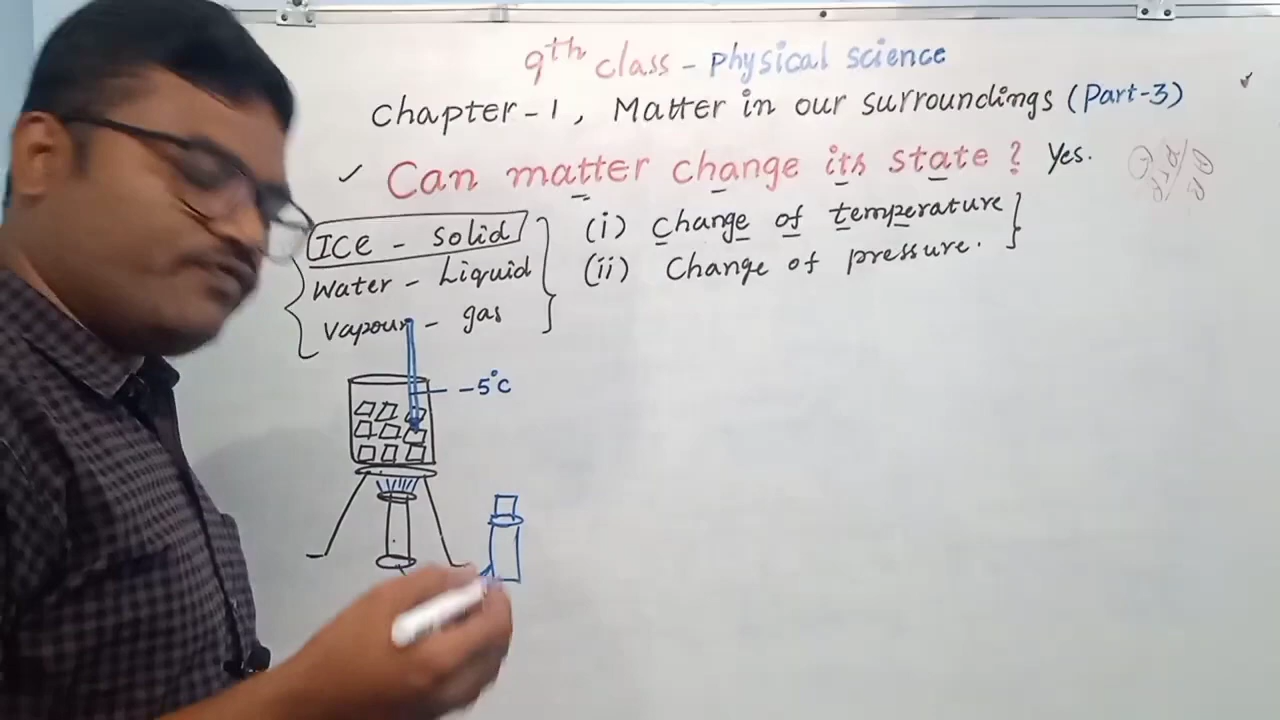 9th class - physical science
Chapter-1, Matter in our surroundings (Part-3)
✓ Can matter change its state? Yes.
ICE - Solid
Water - Liquid
Vapour - gas
(i) change of temperature
(ii) Change of pressure.
-5°C